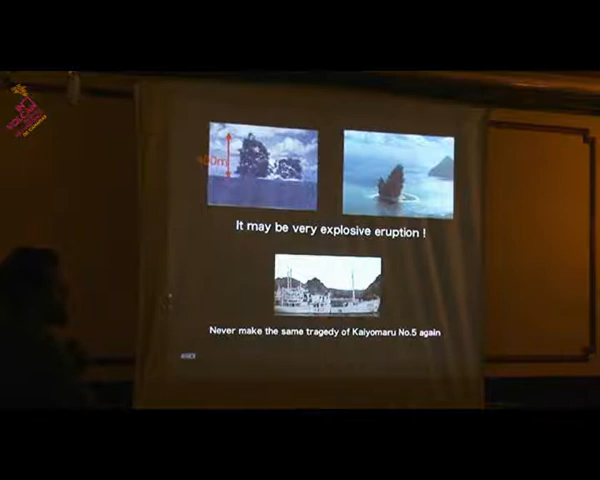 It may be very explosive eruption !
Never make the same tragedy of Kaiyomaru No.5 again